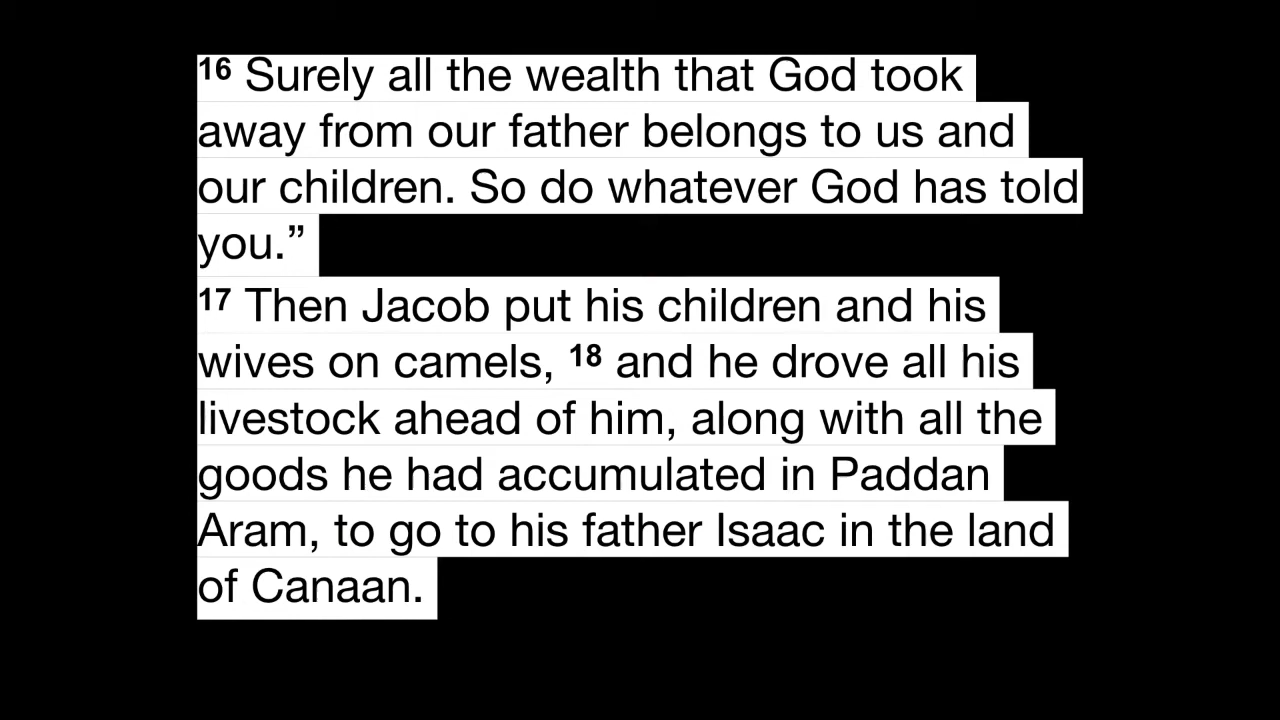 16 Surely all the wealth that God took
away from our father belongs to us and
our children. So do whatever God has told
you.”
17 Then Jacob put his children and his
wives on camels, 18 and he drove all his
livestock ahead of him, along with all the
goods he had accumulated in Paddan
Aram, to go to his father Isaac in the land
of Canaan.